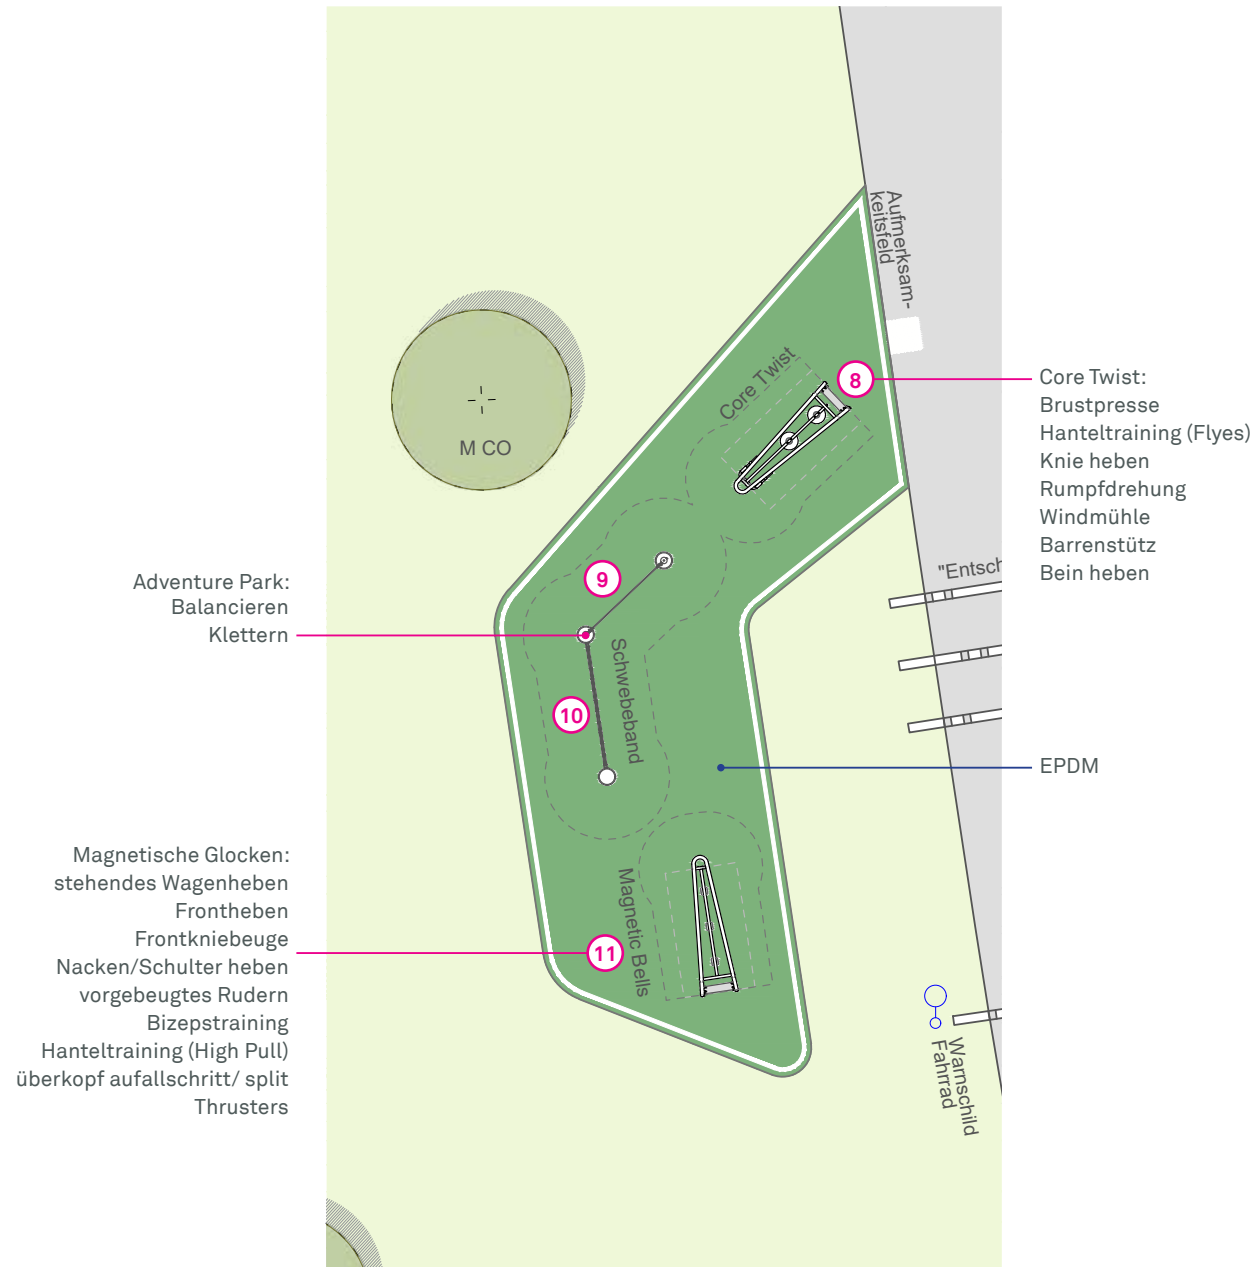 Aufmerksam-
keitsfeld
Core Twist
8
Core Twist:
Brustpresse
Hanteltraining (Flyes)
Knie heben
Rumpfdrehung
Windmühle
Barrenstütz
Bein heben
M CO
"Entsch
Adventure Park:
Balancieren
Klettern
9
Schwebeband
10
EPDM
Magnetische Glocken:
stehendes Wagenheben
Frontheben
Frontkniebeuge
Nacken/Schulter heben
vorgebeugtes Rudern
Bizepstraining
Hanteltraining (High Pull)
überkopf aufallschritt/ split
Thrusters
11
Magnetic Bells
Warnschild
Fahrrad